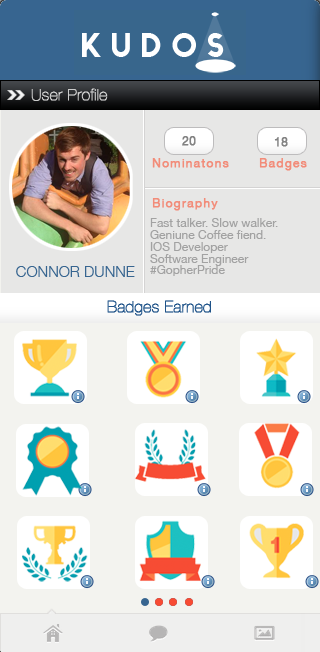 KUDOS
User Profile
20
Nominatons
18
Badges
CONNOR DUNNE
Biography
Fast talker. Slow walker.
Geniune Coffee fiend.
IOS Developer
Software Engineer
#GopherPride
Badges Earned
i
i
i
i
i
i
i
i
1
i